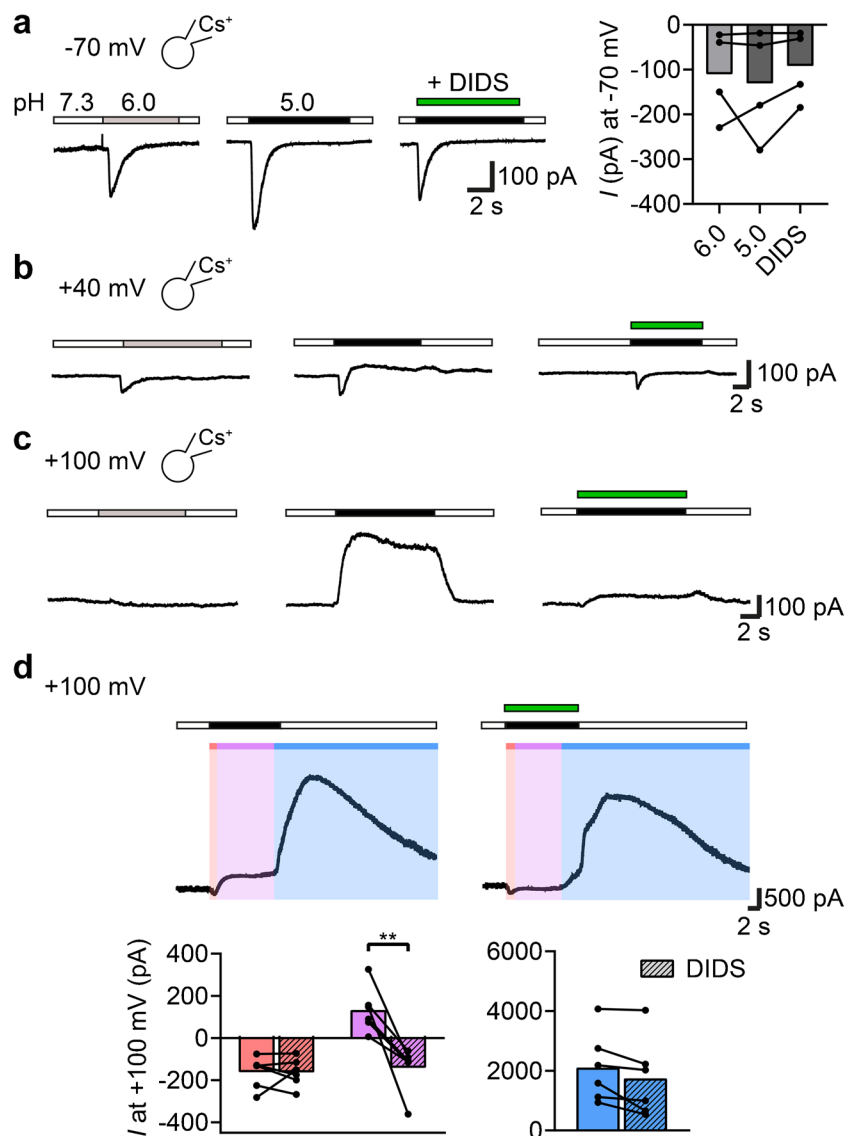 a
-70 mV
Cs+
pH 7.3 6.0
5.0
+ DIDS
100 pA
2 s
I (pA) at -70 mV
0
-100
-200
-300
-400
6.0
5.0
DIDS
b
+40 mV
Cs+
100 pA
2 s
c
+100 mV
Cs+
100 pA
2 s
d
+100 mV
500 pA
2 s
I at +100 mV (pA)
400
200
0
-200
-400
**
6000
4000
2000
0
DIDS